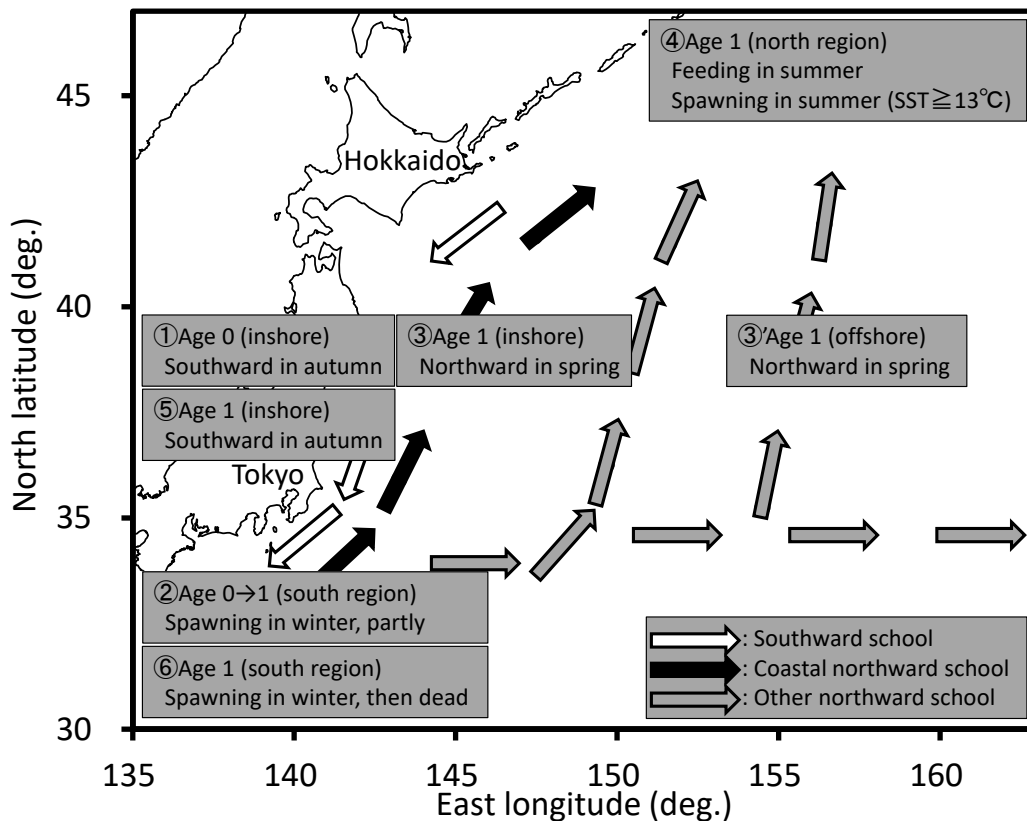 ④Age 1 (north region)
Feeding in summer
Spawning in summer (SST≧13℃)
45
Hokkaido
North latitude (deg.)
40
①Age 0 (inshore)
Southward in autumn
③Age 1 (inshore)
Northward in spring
③'Age 1 (offshore)
Northward in spring
⑤Age 1 (inshore)
Southward in autumn
Tokyo
35
②Age 0→1 (south region)
Spawning in winter, partly
⑥Age 1 (south region)
Spawning in winter, then dead
: Southward school
: Coastal northward school
: Other northward school
30
135 140 145 150 155 160
East longitude (deg.)